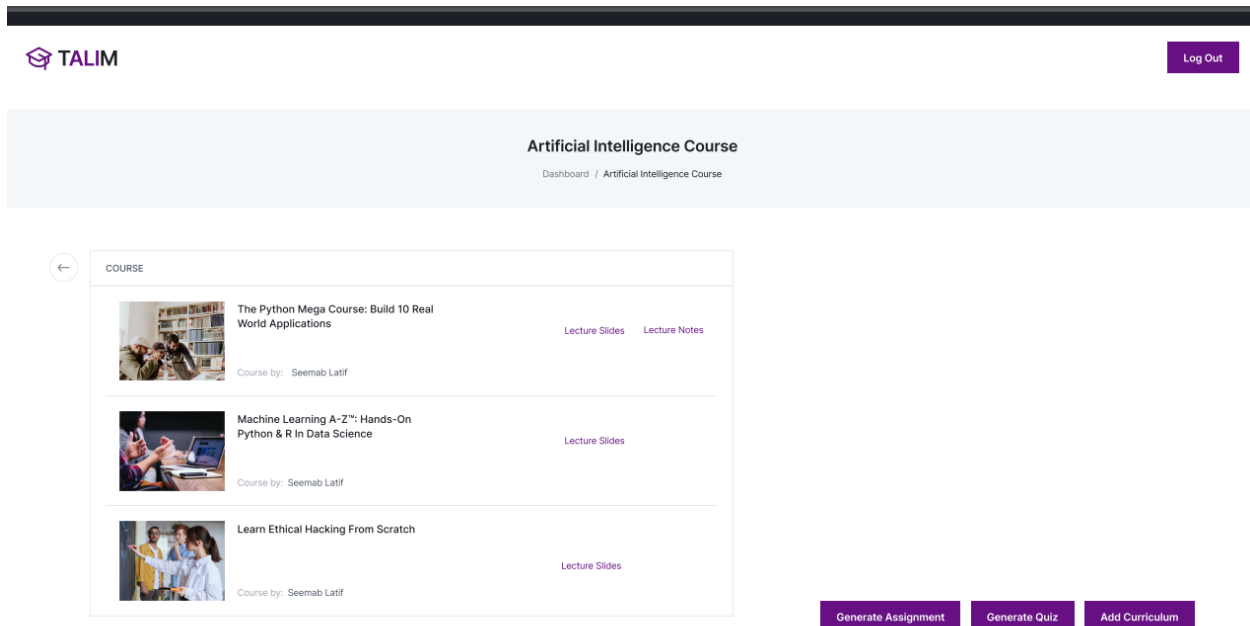 TALIM
Log Out
Artificial Intelligence Course
Dashboard / Artificial Intelligence Course
COURSE
The Python Mega Course: Build 10 Real
World Applications
Lecture Slides
Lecture Notes
Course by: Seemab Latif
Machine Learning A-Z™: Hands-On
Python & R In Data Science
Lecture Slides
Course by: Seemab Latif
Learn Ethical Hacking From Scratch
Lecture Slides
Course by: Seemab Latif
Generate Assignment
Generate Quiz
Add Curriculum